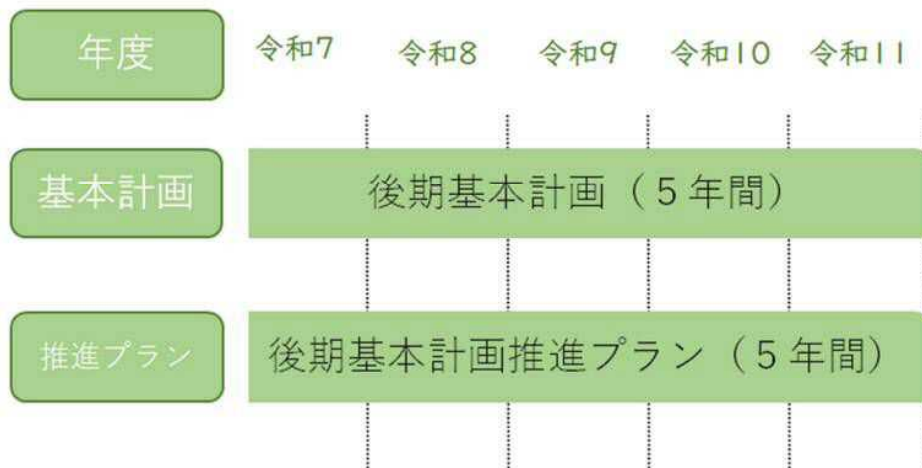 年度
令和7
令和8
令和9
令和10
令和11
基本計画
後期基本計画（５年間）
推進プラン
後期基本計画推進プラン（５年間）